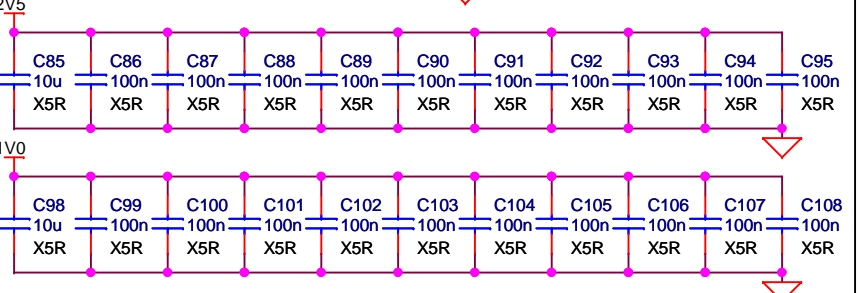 2V5
C85 C86 C87 C88 C89 C90 C91 C92 C93 C94 C95
10u 100n 100n 100n 100n 100n 100n 100n 100n 100n 100n
X5R X5R X5R X5R X5R X5R X5R X5R X5R X5R X5R
1V0
C98 C99 C100 C101 C102 C103 C104 C105 C106 C107 C108
10u 100n 100n 100n 100n 100n 100n 100n 100n 100n 100n
X5R X5R X5R X5R X5R X5R X5R X5R X5R X5R X5R